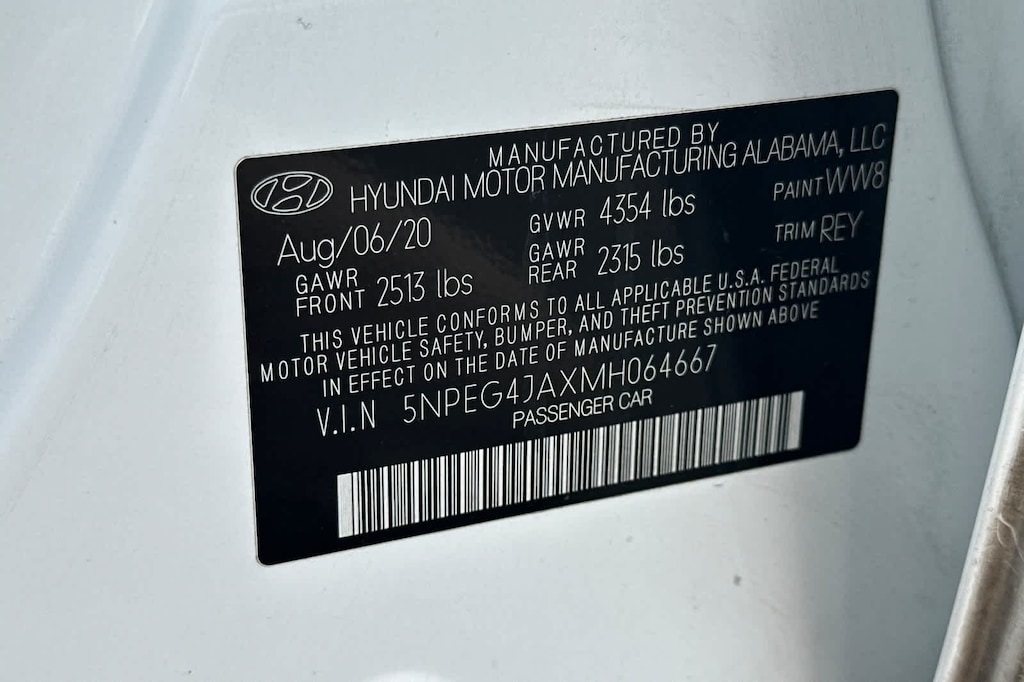 MANUFACTURED BY
HYUNDAI MOTOR MANUFACTURING ALABAMA, LLC
Aug/06/20 GVWR 4354 lbs PAINT WW8
GAWR FRONT 2513 lbs GAWR REAR 2315 lbs TRIM REY
THIS VEHICLE CONFORMS TO ALL APPLICABLE U.S.A. FEDERAL
MOTOR VEHICLE SAFETY, BUMPER, AND THEFT PREVENTION STANDARDS
IN EFFECT ON THE DATE OF MANUFACTURE SHOWN ABOVE
V.I.N 5NPEG4JAXMH064667
PASSENGER CAR